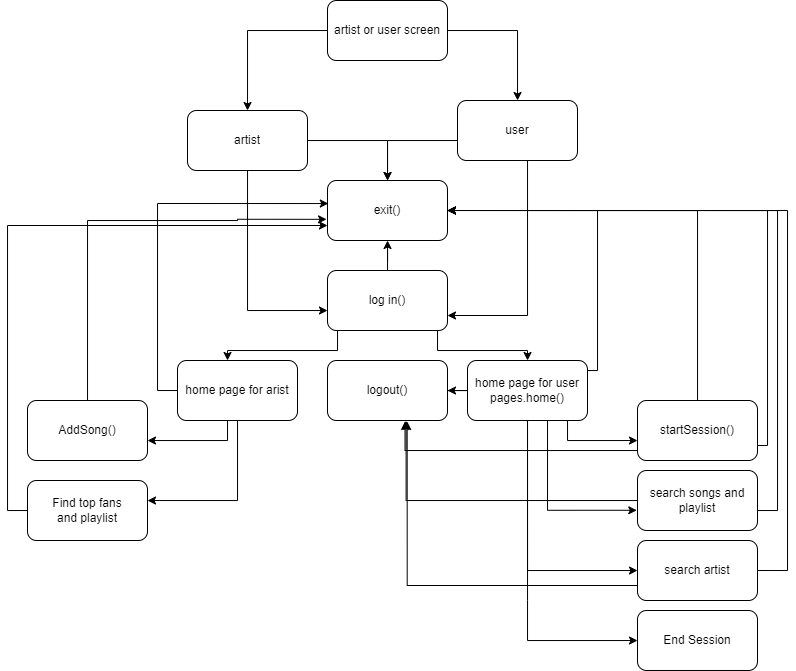 artist or user screen
artist
user
exit()
log in()
home page for arist
logout()
home page for user
pages.home()
AddSong()
startSession()
Find top fans
and playlist
search songs and
playlist
search artist
End Session